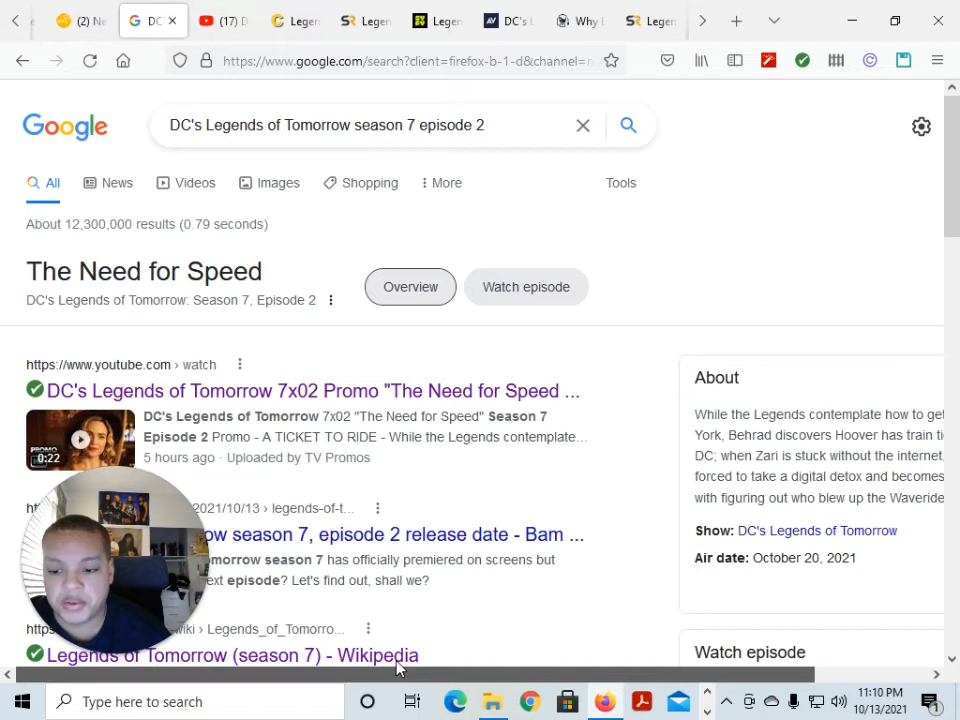 (2) Ne
DC'
(17) D
Legen
Legen
Legen
DC's L
Why L
Legen
https://www.google.com/search?client=firefox-b-1-d&channel=n
Google
DC's Legends of Tomorrow season 7 episode 2
All News Videos Images Shopping More Tools
About 12,300,000 results (0.79 seconds)
The Need for Speed
DC's Legends of Tomorrow: Season 7, Episode 2
Overview
Watch episode
https://www.youtube.com › watch
DC's Legends of Tomorrow 7x02 Promo "The Need for Speed ...
DC's Legends of Tomorrow 7x02 "The Need for Speed" Season 7
Episode 2 Promo - A TICKET TO RIDE - While the Legends contemplate...
5 hours ago · Uploaded by TV Promos
PROMO
0:22
2021/10/13 › legends-of-t...
ow season 7, episode 2 release date - Bam ...
omorrow season 7 has officially premiered on screens but
ext episode? Let's find out, shall we?
https
wiki › Legends_of_Tomorro...
Legends of Tomorrow (season 7) - Wikipedia
About
While the Legends contemplate how to get
York, Behrad discovers Hoover has train ti
DC; when Zari is stuck without the internet,
forced to take a digital detox and becomes
with figuring out who blew up the Waveride
Show: DC's Legends of Tomorrow
Air date: October 20, 2021
Watch episode
Type here to search
11:10 PM
10/13/2021
1